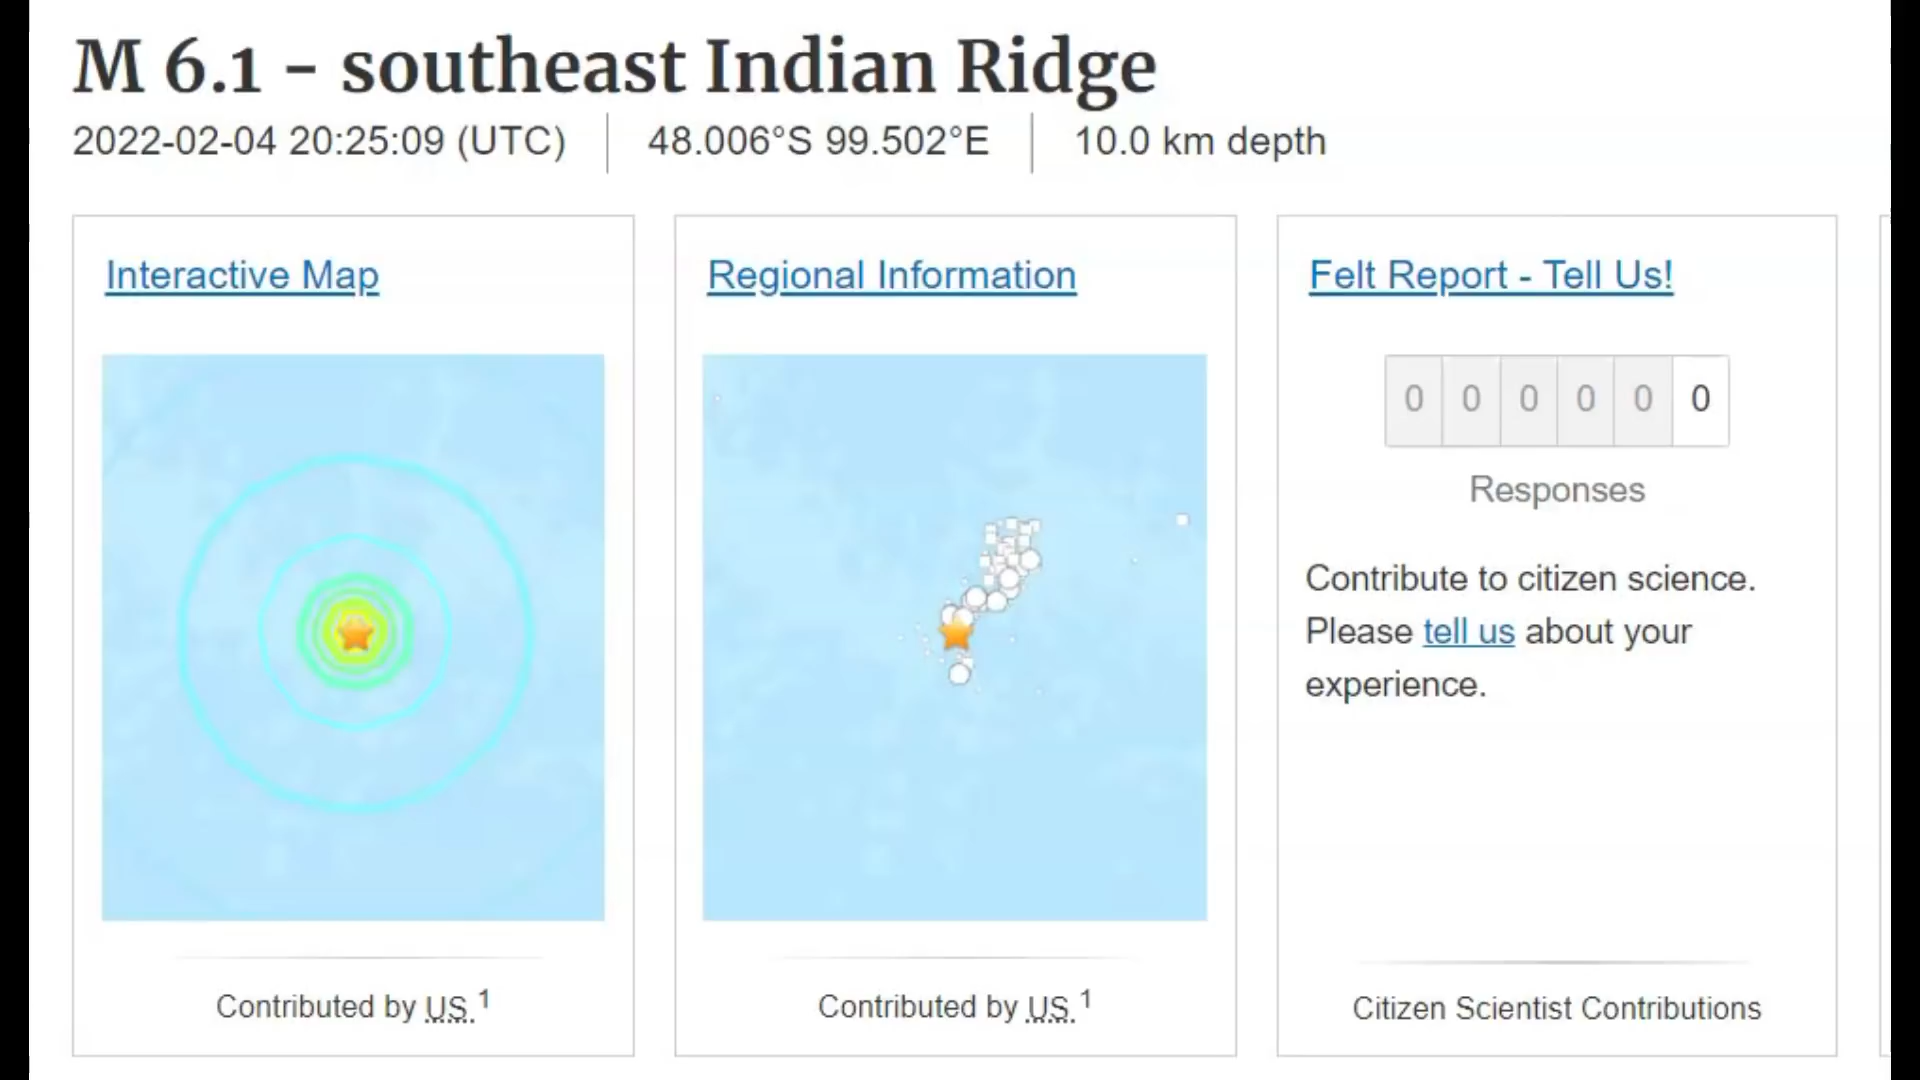 M 6.1 - southeast Indian Ridge
2022-02-04 20:25:09 (UTC) 48.006°S 99.502°E 10.0 km depth
Interactive Map
Contributed by US 1
Regional Information
Contributed by US 1
Felt Report - Tell Us!
0 0 0 0 0 0
Responses
Contribute to citizen science.
Please tell us about your
experience.
Citizen Scientist Contributions